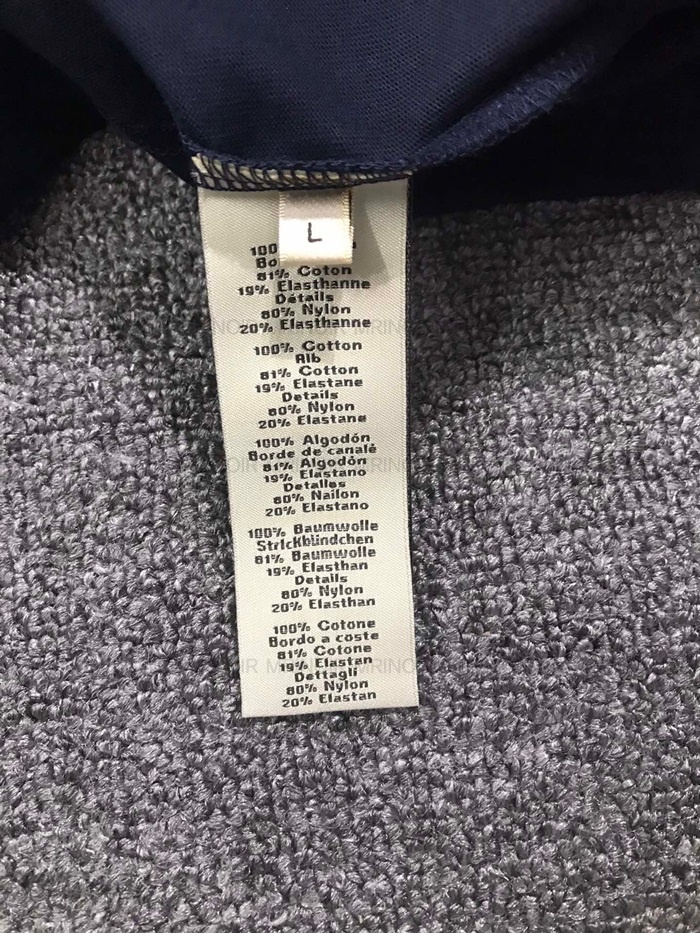 L
100
Bo
81% Coton
19% Elasthanne
Détails
80% Nylon
20% Elasthanne
100% Cotton
Rib
81% Cotton
19% Elastane
Details
80% Nylon
20% Elastane
100% Algodón
Borde de canalé
81% Algodón
19% Elastano
Detalles
80% Nailon
20% Elastano
100% Baumwolle
Strickbündchen
81% Baumwolle
19% Elasthan
Details
80% Nylon
20% Elasthan
100% Cotone
Bordo a coste
81% Cotone
19% Elastan
Dettagli
80% Nylon
20% Elastan